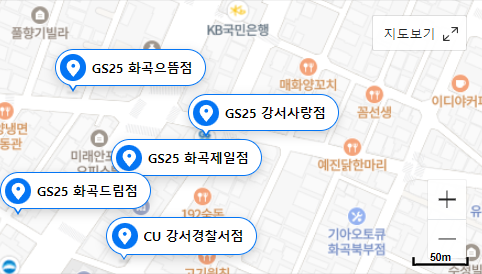 풀향기빌라
KB국민은행
지도보기
GS25 화곡으뜸점
매화양꼬치
이디야커피
GS25 강서사랑점
꼼선생
양냉면
동관
미래안
GS25 화곡제일점
예진닭한마리
GS25 화곡드림점
192숯동
기아오토큐
화곡북부점
CU 강서경찰서점
50m